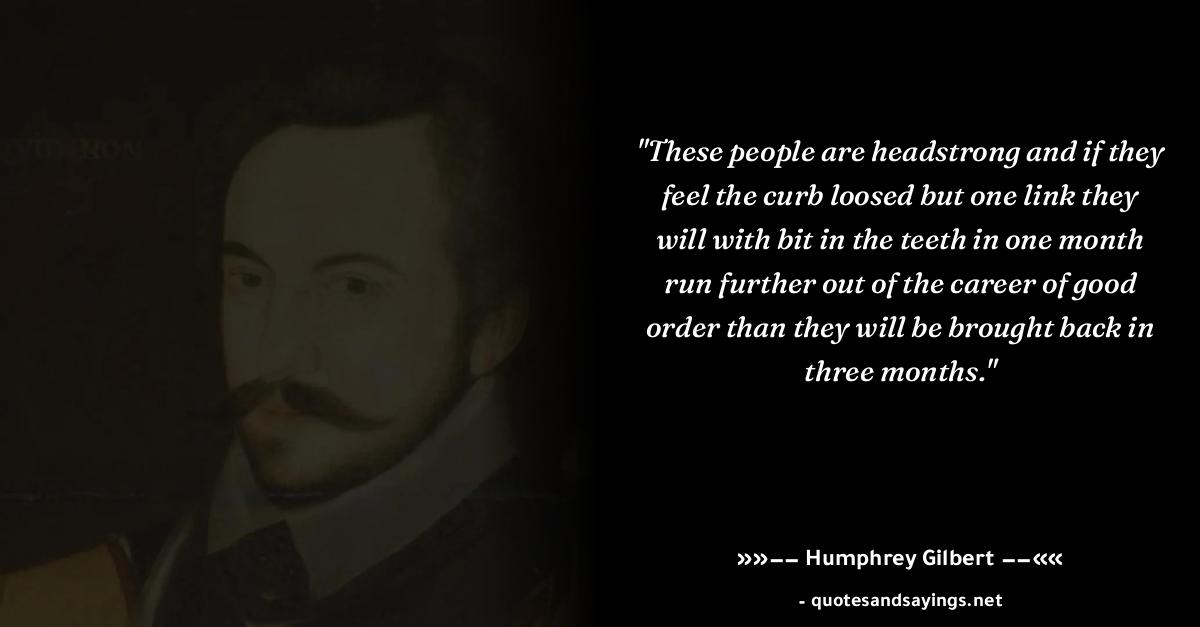 "These people are headstrong and if they
feel the curb loosed but one link they
will with bit in the teeth in one month
run further out of the career of good
order than they will be brought back in
three months."
»»−− Humphrey Gilbert −−««
- quotesandsayings.net